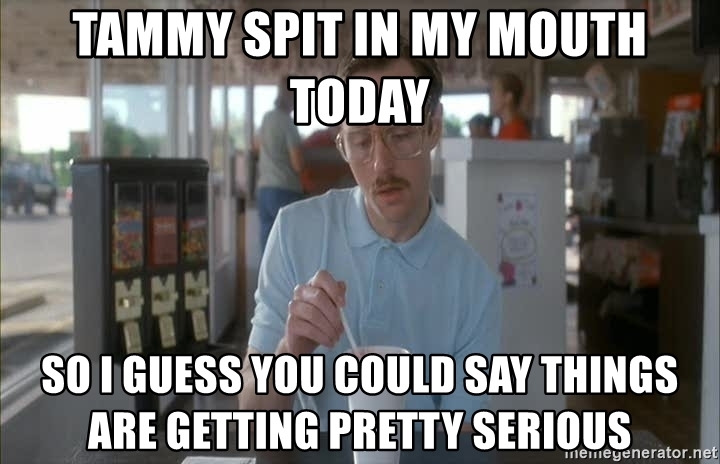 TAMMY SPIT IN MY MOUTH
TODAY
SO I GUESS YOU COULD SAY THINGS
ARE GETTING PRETTY SERIOUS
memegenerator.net